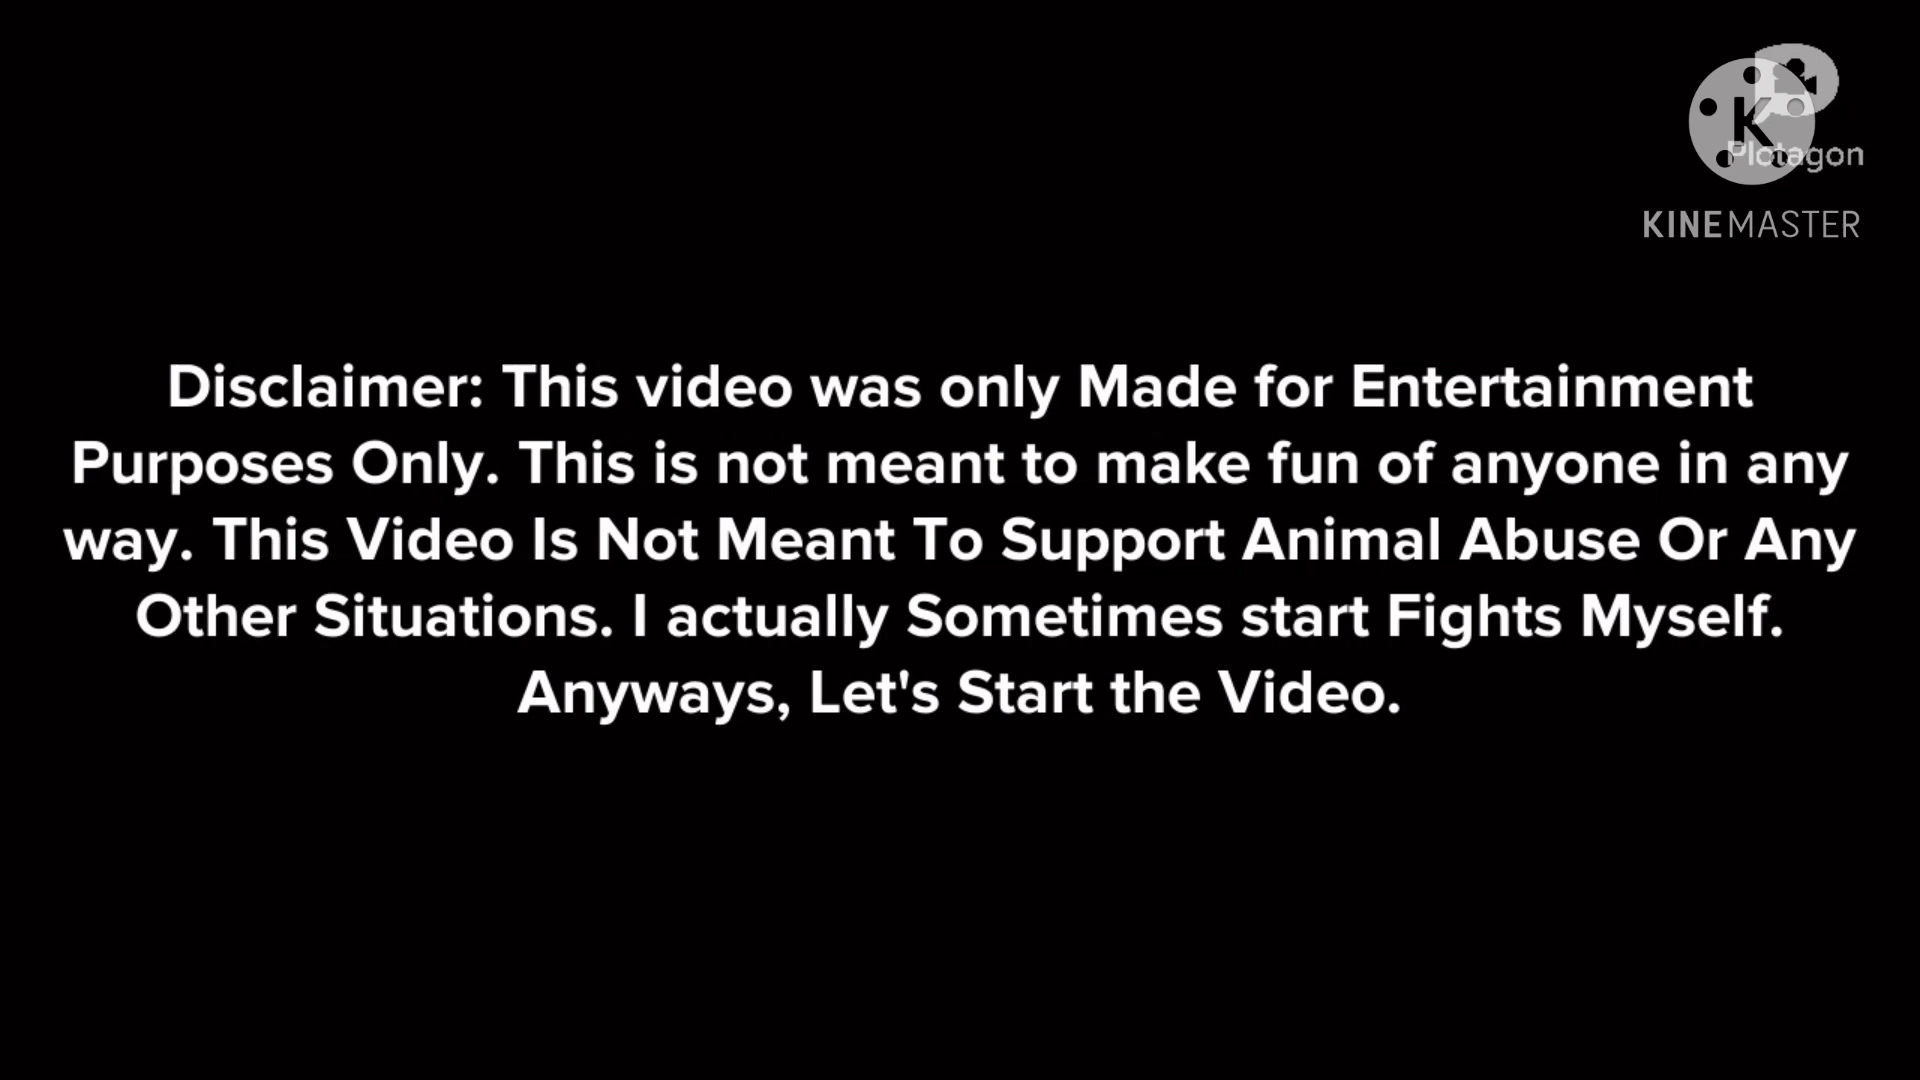 K
Plotagon
KINEMASTER
Disclaimer: This video was only Made for Entertainment
Purposes Only. This is not meant to make fun of anyone in any
way. This Video Is Not Meant To Support Animal Abuse Or Any
Other Situations. I actually Sometimes start Fights Myself.
Anyways, Let's Start the Video.